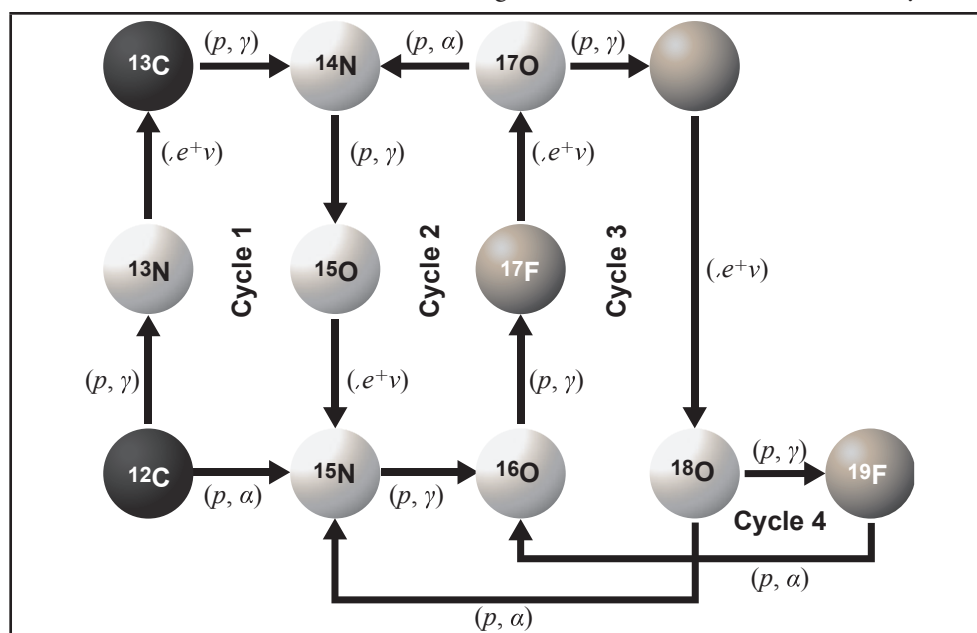 (p, γ) (p, α) (p, γ)
¹³C ¹⁴N ¹⁷O
(,e⁺ν) (p, γ) (,e⁺ν)
¹³N Cycle 1 ¹⁵O Cycle 2 ¹⁷F Cycle 3 (,e⁺ν)
(p, γ) (,e⁺ν) (p, γ)
¹²C ¹⁵N ¹⁶O ¹⁸O (p, γ) ¹⁹F
(p, α) (p, γ) Cycle 4
(p, α)
(p, α)